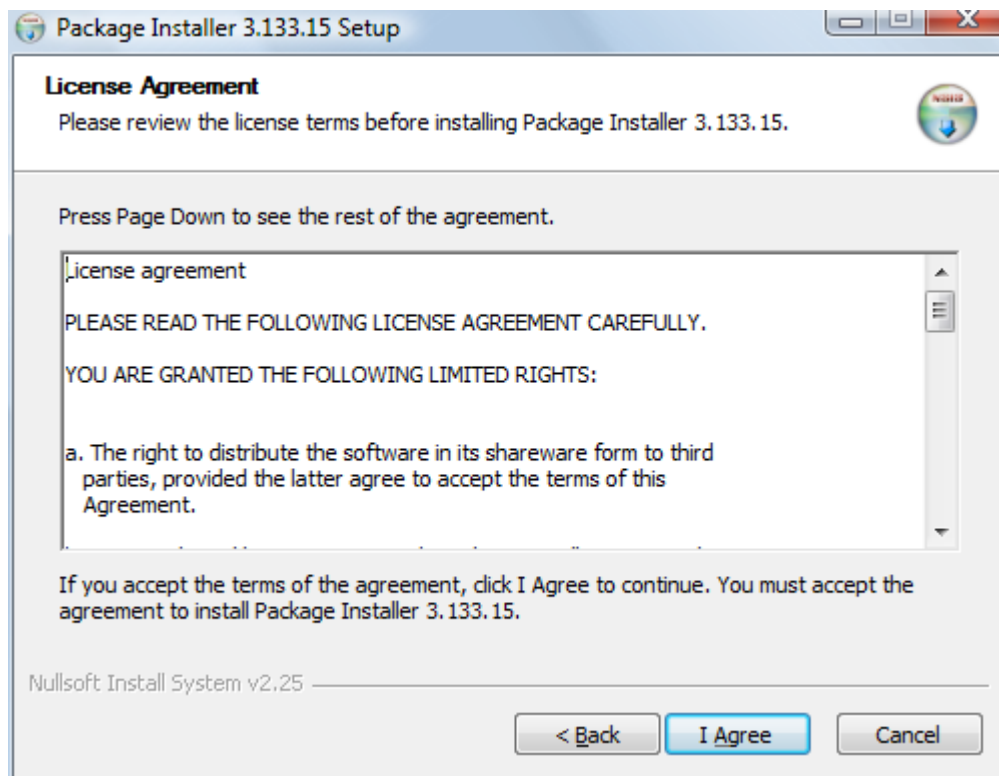 Package Installer 3.133.15 Setup
License Agreement
Please review the license terms before installing Package Installer 3.133.15.
Press Page Down to see the rest of the agreement.
License agreement
PLEASE READ THE FOLLOWING LICENSE AGREEMENT CAREFULLY.
YOU ARE GRANTED THE FOLLOWING LIMITED RIGHTS:
a. The right to distribute the software in its shareware form to third
parties, provided the latter agree to accept the terms of this
Agreement.
If you accept the terms of the agreement, click I Agree to continue. You must accept the
agreement to install Package Installer 3.133.15.
Nullsoft Install System v2.25
< Back
I Agree
Cancel